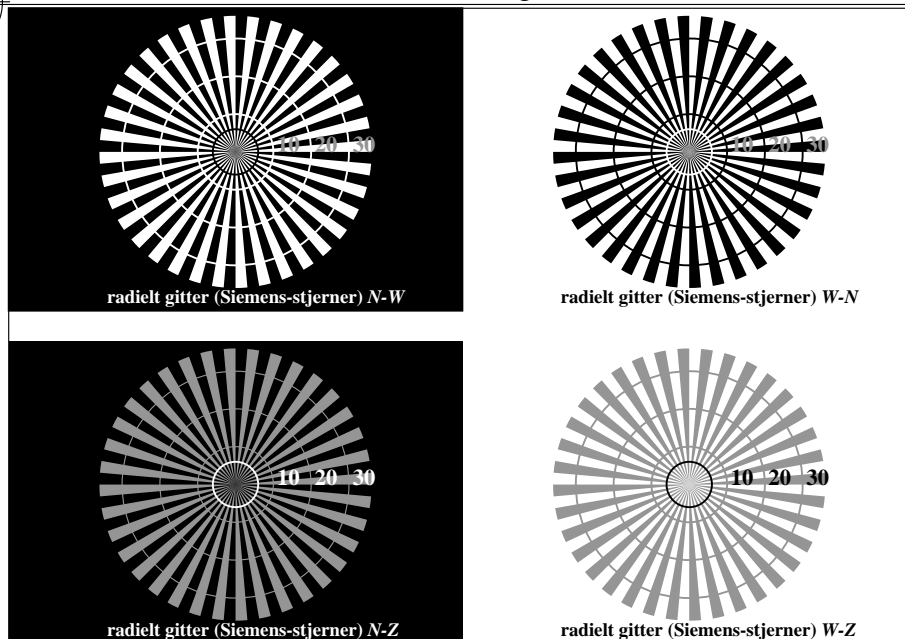 10 20 30
radielt gitter (Siemens-stjerner) N-W
10 20 30
radielt gitter (Siemens-stjerner) W-N
10 20 30
radielt gitter (Siemens-stjerner) N-Z
10 20 30
radielt gitter (Siemens-stjerner) W-Z